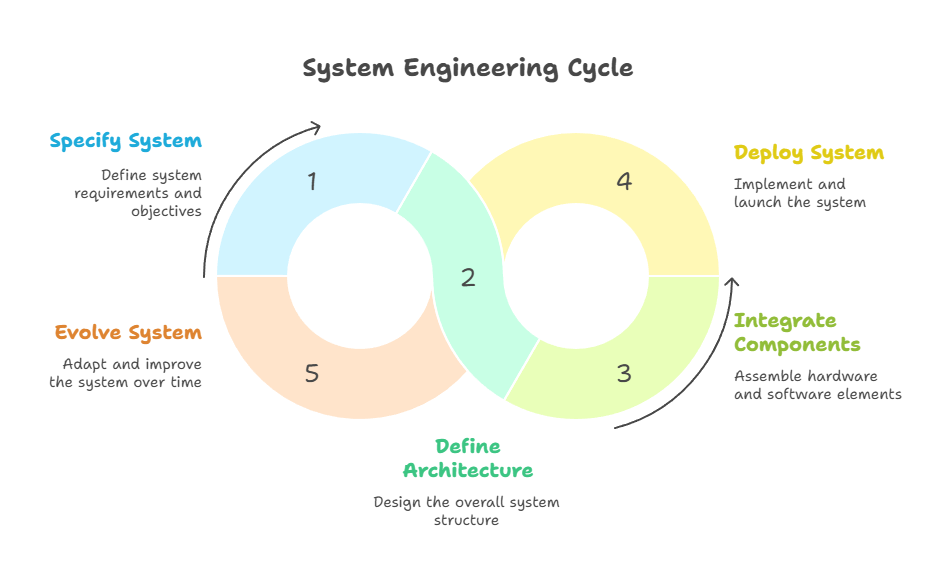 System Engineering Cycle
Specify System
Define system
requirements and
objectives
1
2
Define
Architecture
Design the overall system
structure
3
Integrate
Components
Assemble hardware
and software elements
4
Deploy System
Implement and
launch the system
5
Evolve System
Adapt and improve
the system over time